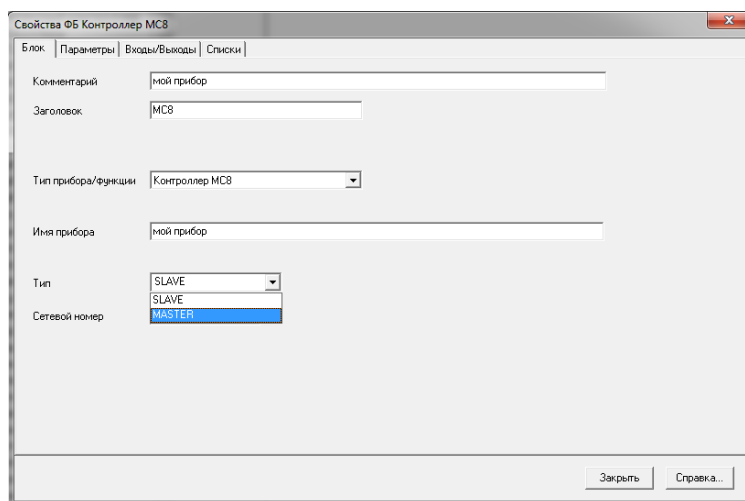 Свойства ФБ Контроллер МС8
Блок Параметры Входы/Выходы Списки
Комментарий мой прибор
Заголовок МС8
Тип прибора/функции Контроллер МС8
Имя прибора мой прибор
Тип SLAVE
SLAVE
MASTER
Сетевой номер
Закрыть Справка...